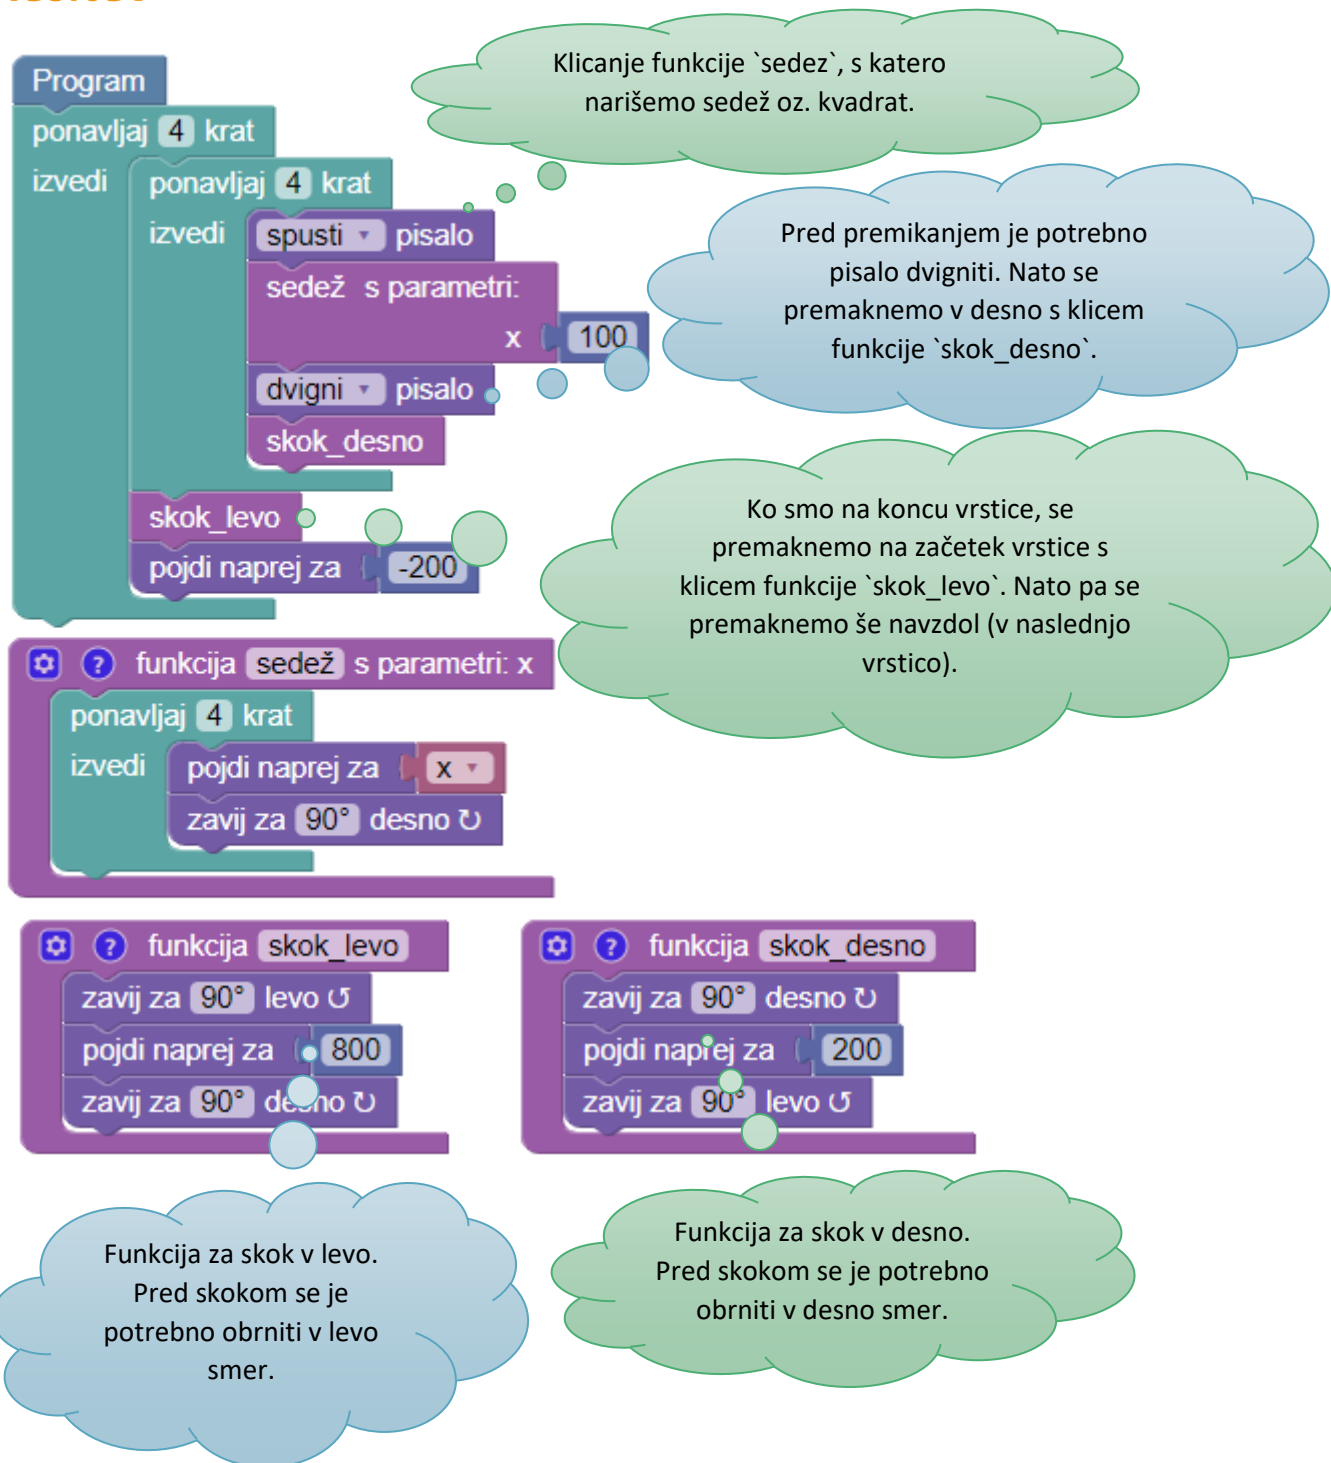 Program
ponavljaj 4 krat
izvedi
ponavljaj 4 krat
izvedi
spusti pisalo
sedež s parametri:
x 100
dvigni pisalo
skok_desno
skok_levo
pojdi naprej za -200
Klicanje funkcije `sedez`, s katero
narišemo sedež oz. kvadrat.
Pred premikanjem je potrebno
pisalo dvigniti. Nato se
premaknemo v desno s klicem
funkcije `skok_desno`.
Ko smo na koncu vrstice, se
premaknemo na začetek vrstice s
klicem funkcije `skok_levo`. Nato pa se
premaknemo še navzdol (v naslednjo
vrstico).
? funkcija sedež s parametri: x
ponavljaj 4 krat
izvedi
pojdi naprej za x
zavij za 90° desno ↻
? funkcija skok_levo
zavij za 90° levo ↺
pojdi naprej za 800
zavij za 90° desno ↻
? funkcija skok_desno
zavij za 90° desno ↻
pojdi naprej za 200
zavij za 90° levo ↺
Funkcija za skok v levo.
Pred skokom se je
potrebno obrniti v levo
smer.
Funkcija za skok v desno.
Pred skokom se je potrebno
obrniti v desno smer.